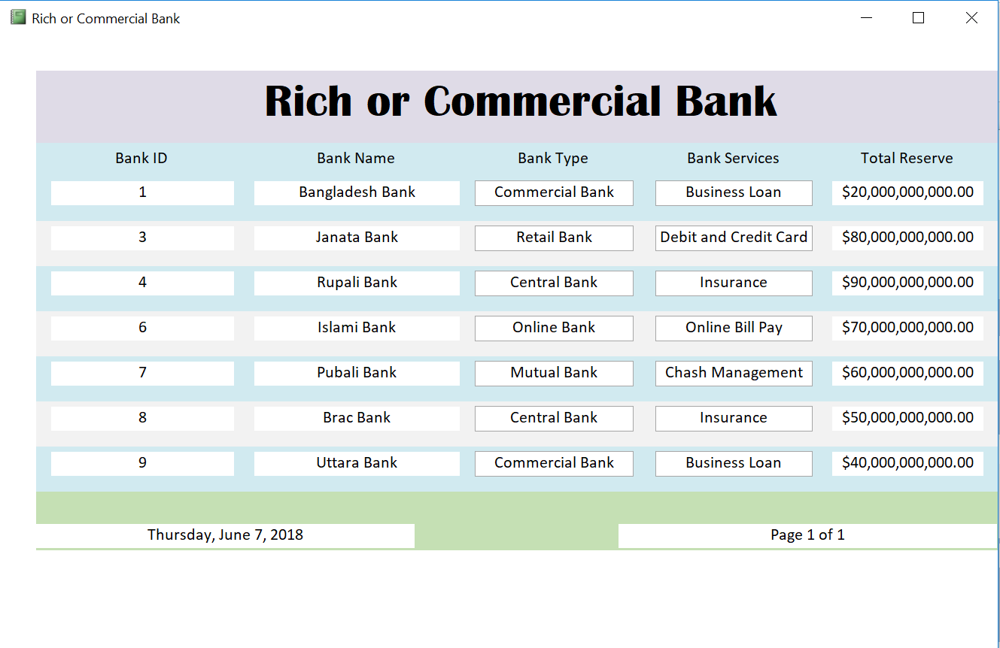 Rich or Commercial Bank
Rich or Commercial Bank
Bank ID Bank Name Bank Type Bank Services Total Reserve
1 Bangladesh Bank Commercial Bank Business Loan $20,000,000,000.00
3 Janata Bank Retail Bank Debit and Credit Card $80,000,000,000.00
4 Rupali Bank Central Bank Insurance $90,000,000,000.00
6 Islami Bank Online Bank Online Bill Pay $70,000,000,000.00
7 Pubali Bank Mutual Bank Chash Management $60,000,000,000.00
8 Brac Bank Central Bank Insurance $50,000,000,000.00
9 Uttara Bank Commercial Bank Business Loan $40,000,000,000.00
Thursday, June 7, 2018 Page 1 of 1